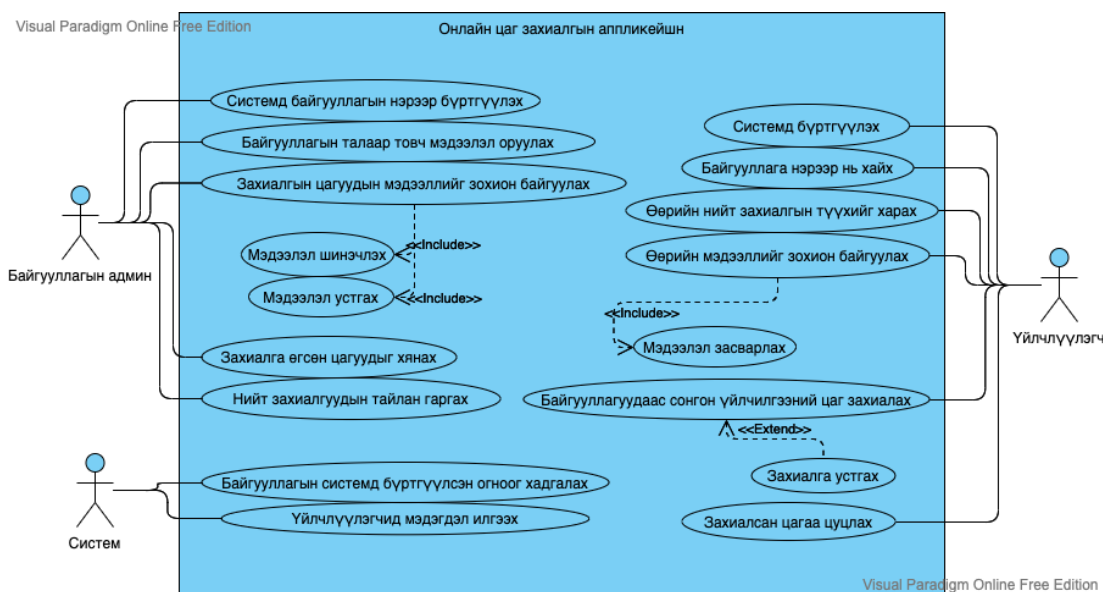 Visual Paradigm Online Free Edition
Онлайн цаг захиалгын аппликейшн
Системд байгууллагын нэрээр бүртгүүлэх
Байгууллагын талаар товч мэдээлэл оруулах
Захиалгын цагуудын мэдээллийг зохион байгуулах
<<Include>>
Мэдээлэл шинэчлэх
Мэдээлэл устгах
<<Include>>
Байгууллагын админ
Захиалга өгсөн цагуудыг хянах
Нийт захиалгуудын тайлан гаргах
Байгууллагын системд бүртгүүлсэн огноог хадгалах
Үйлчлүүлэгчид мэдэгдэл илгээх
Систем
Системд бүртгүүлэх
Байгууллага нэрээр нь хайх
Өөрийн нийт захиалгын түүхийг харах
Өөрийн мэдээллийг зохион байгуулах
<<Include>>
Мэдээлэл засварлах
Үйлчлүүлэгч
Байгууллагуудаас сонгон үйлчилгээний цаг захиалах
<<Extend>>
Захиалга устгах
Захиалсан цагаа цуцлах
Visual Paradigm Online Free Edition